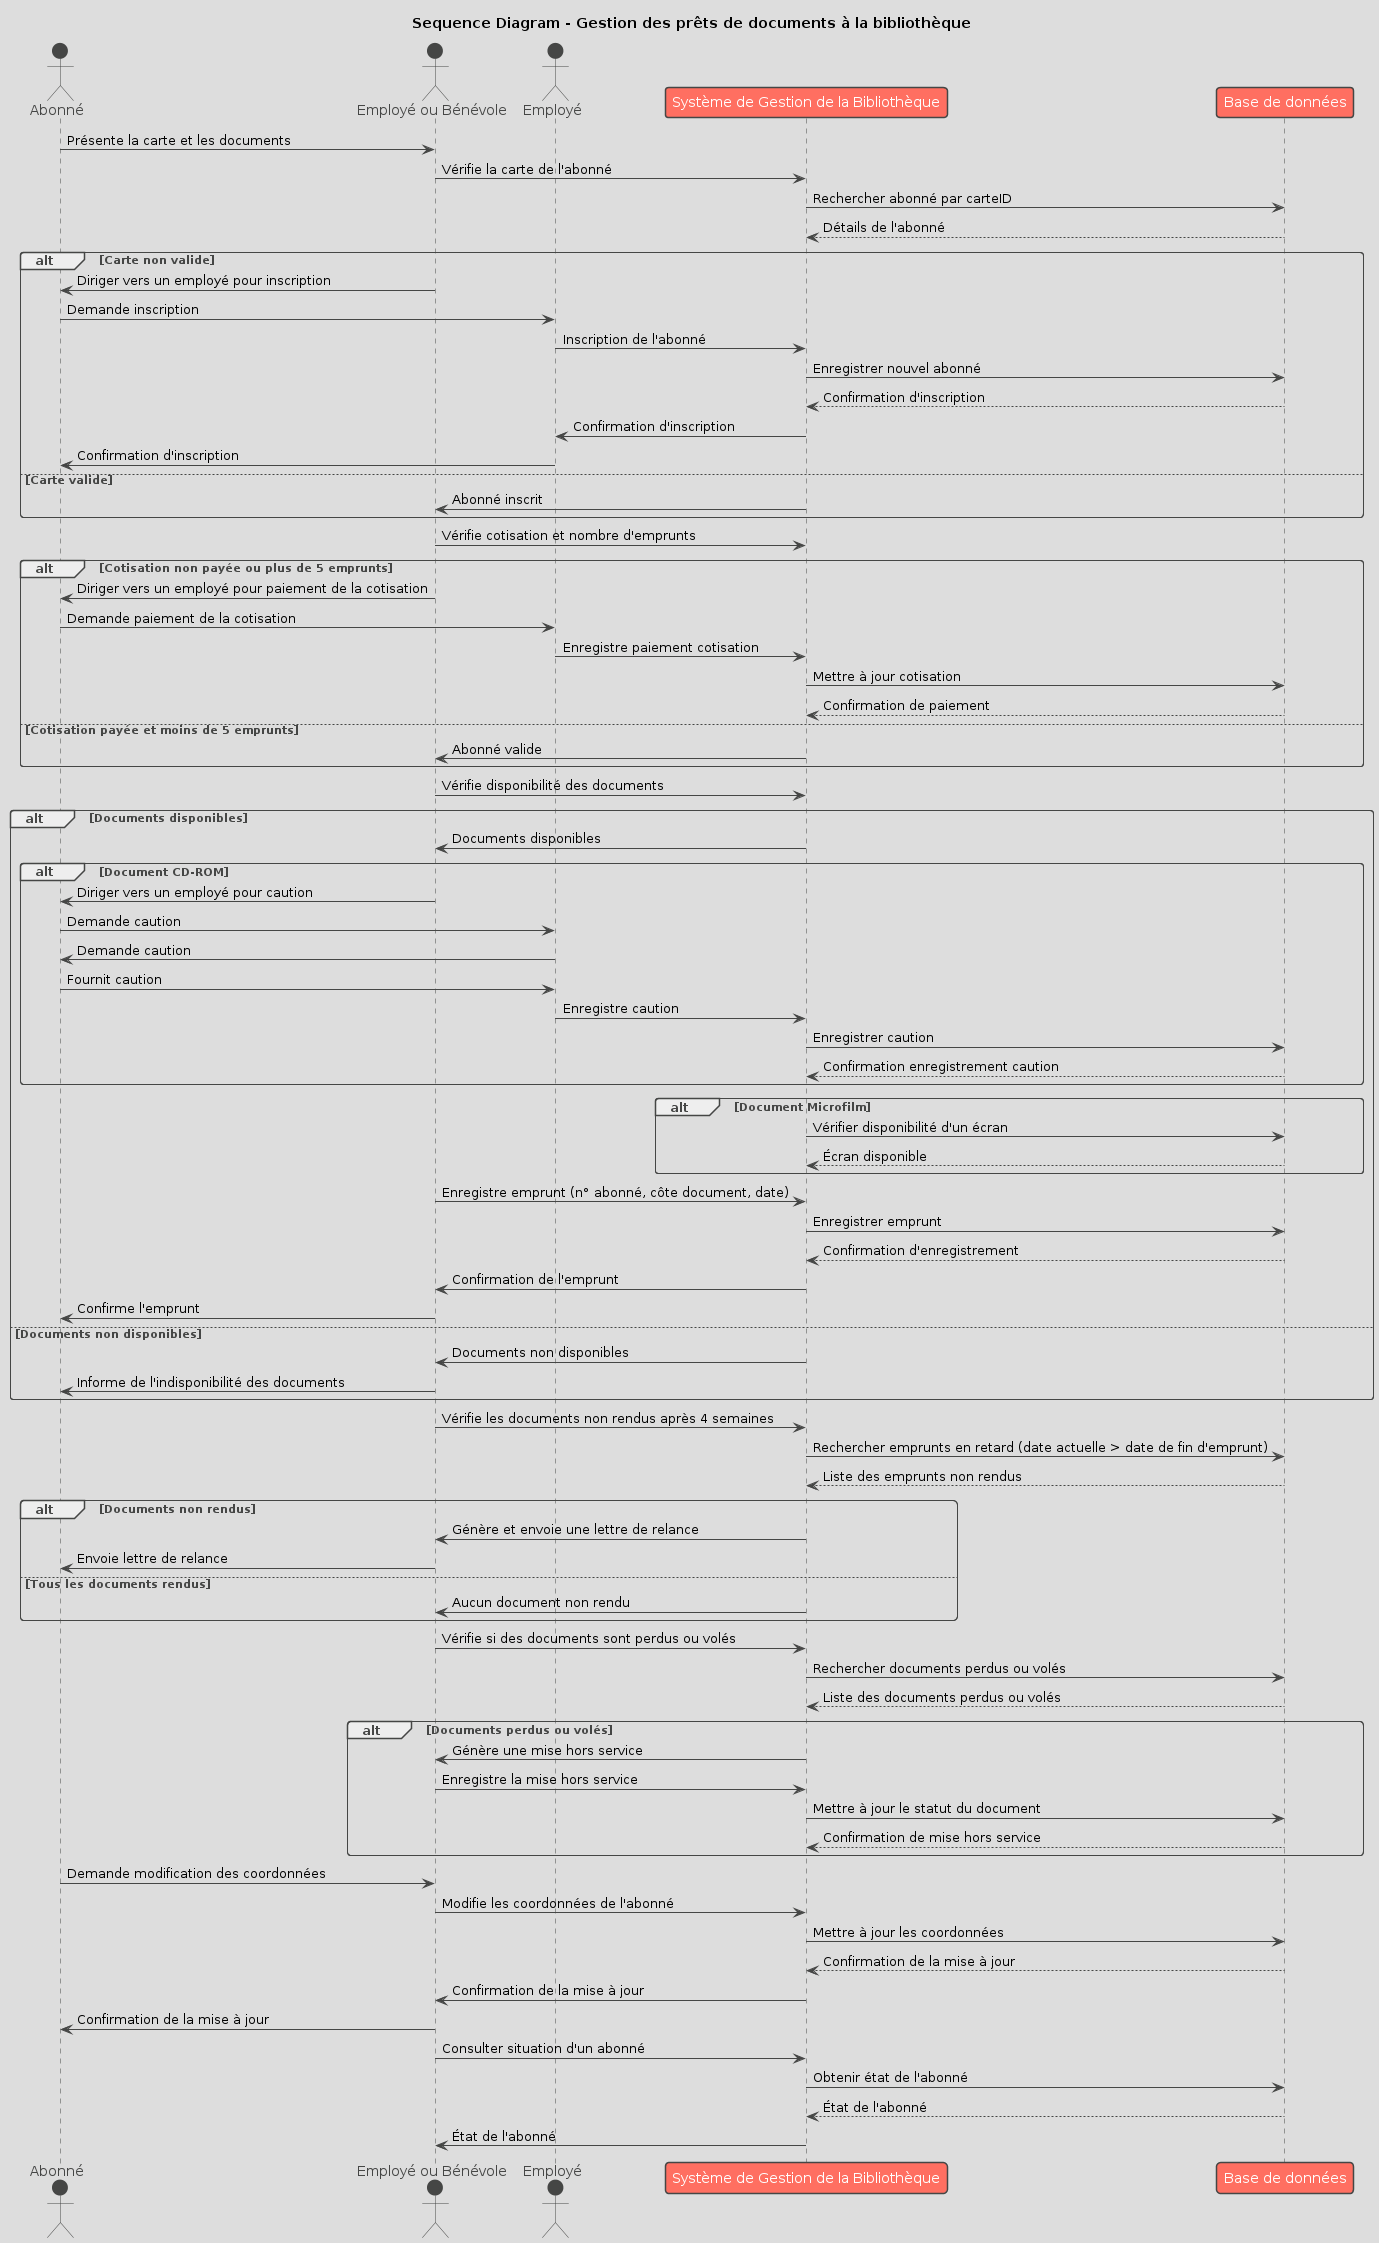 Sequence Diagram - Gestion des prêts de documents à la bibliothèque
Abonné
Employé ou Bénévole
Employé
Système de Gestion de la Bibliothèque
Base de données
Présente la carte et les documents
Vérifie la carte de l'abonné
Rechercher abonné par carteID
Détails de l'abonné
alt [Carte non valide]
Diriger vers un employé pour inscription
Demande inscription
Inscription de l'abonné
Enregistrer nouvel abonné
Confirmation d'inscription
Confirmation d'inscription
Confirmation d'inscription
[Carte valide]
Abonné inscrit
Vérifie cotisation et nombre d'emprunts
alt [Cotisation non payée ou plus de 5 emprunts]
Diriger vers un employé pour paiement de la cotisation
Demande paiement de la cotisation
Enregistre paiement cotisation
Mettre à jour cotisation
Confirmation de paiement
[Cotisation payée et moins de 5 emprunts]
Abonné valide
Vérifie disponibilité des documents
alt [Documents disponibles]
Documents disponibles
alt [Document CD-ROM]
Diriger vers un employé pour caution
Demande caution
Demande caution
Fournit caution
Enregistre caution
Enregistrer caution
Confirmation enregistrement caution
alt [Document Microfilm]
Vérifier disponibilité d'un écran
Écran disponible
Enregistre emprunt (n° abonné, côte document, date)
Enregistrer emprunt
Confirmation d'enregistrement
Confirmation de l'emprunt
Confirme l'emprunt
[Documents non disponibles]
Documents non disponibles
Informe de l'indisponibilité des documents
Vérifie les documents non rendus après 4 semaines
Rechercher emprunts en retard (date actuelle > date de fin d'emprunt)
Liste des emprunts non rendus
alt [Documents non rendus]
Génère et envoie une lettre de relance
Envoie lettre de relance
[Tous les documents rendus]
Aucun document non rendu
Vérifie si des documents sont perdus ou volés
Rechercher documents perdus ou volés
Liste des documents perdus ou volés
alt [Documents perdus ou volés]
Génère une mise hors service
Enregistre la mise hors service
Mettre à jour le statut du document
Confirmation de mise hors service
Demande modification des coordonnées
Modifie les coordonnées de l'abonné
Mettre à jour les coordonnées
Confirmation de la mise à jour
Confirmation de la mise à jour
Confirmation de la mise à jour
Consulter situation d'un abonné
Obtenir état de l'abonné
État de l'abonné
État de l'abonné
Abonné
Employé ou Bénévole
Employé
Système de Gestion de la Bibliothèque
Base de données